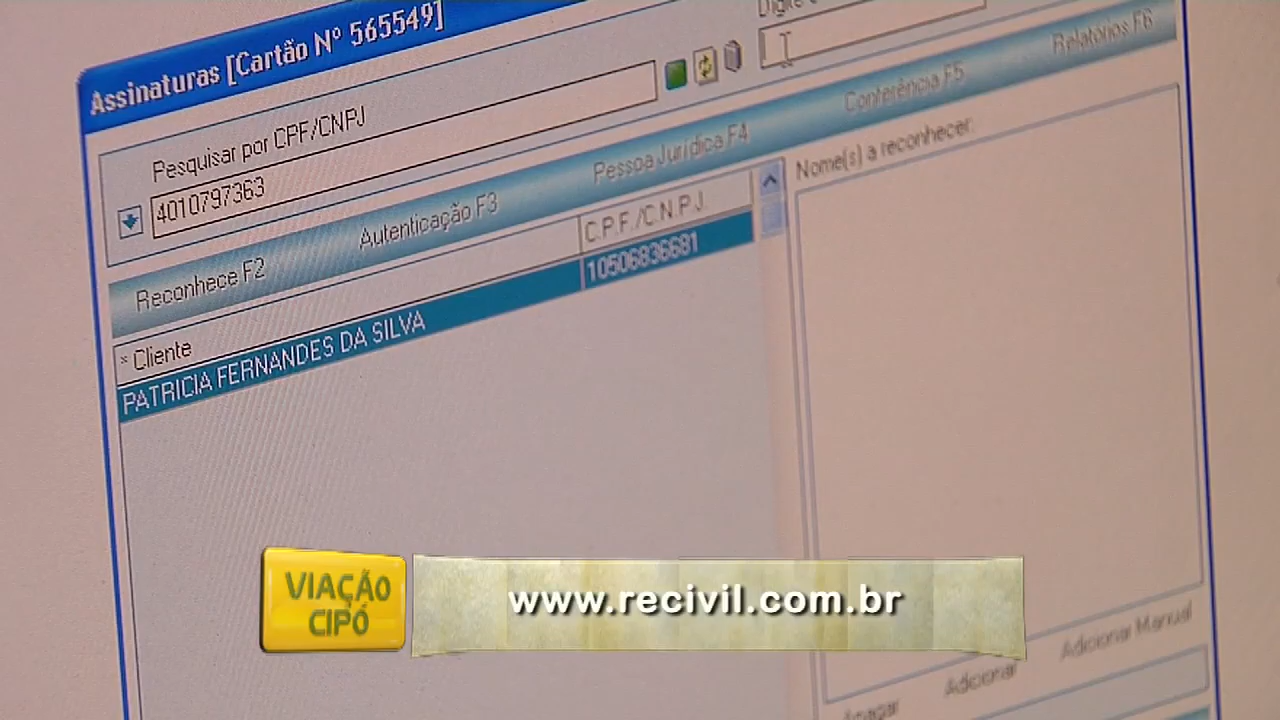 Assinaturas [Cartão Nº 565549]
Pesquisar por CPF/CNPJ
4010797363
Reconhece F2
Autenticação F3
Pessoa Jurídica F4
Conferência F5
Relatórios F6
* Cliente
C.P.F./C.N.P.J.
PATRICIA FERNANDES DA SILVA
10506836681
Nome(s) a reconhecer:
Apagar
Adicionar
Adicionar Manual
VIAÇÃO
CIPÓ
www.recivil.com.br